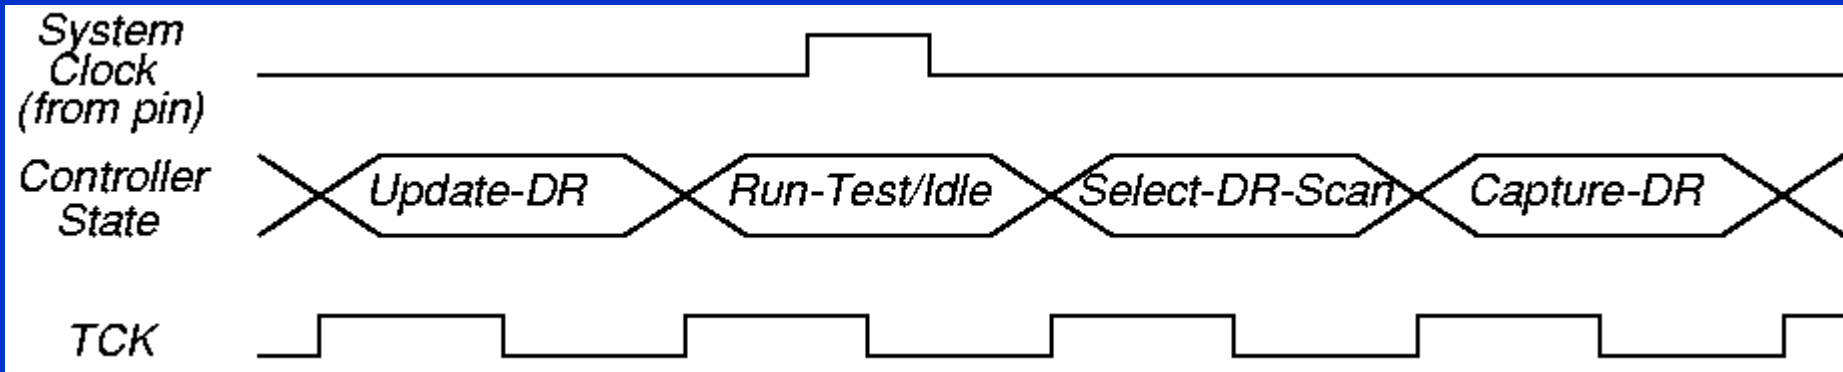 System
Clock
(from pin)
Controller
State
Update-DR
Run-Test/Idle
Select-DR-Scan
Capture-DR
TCK